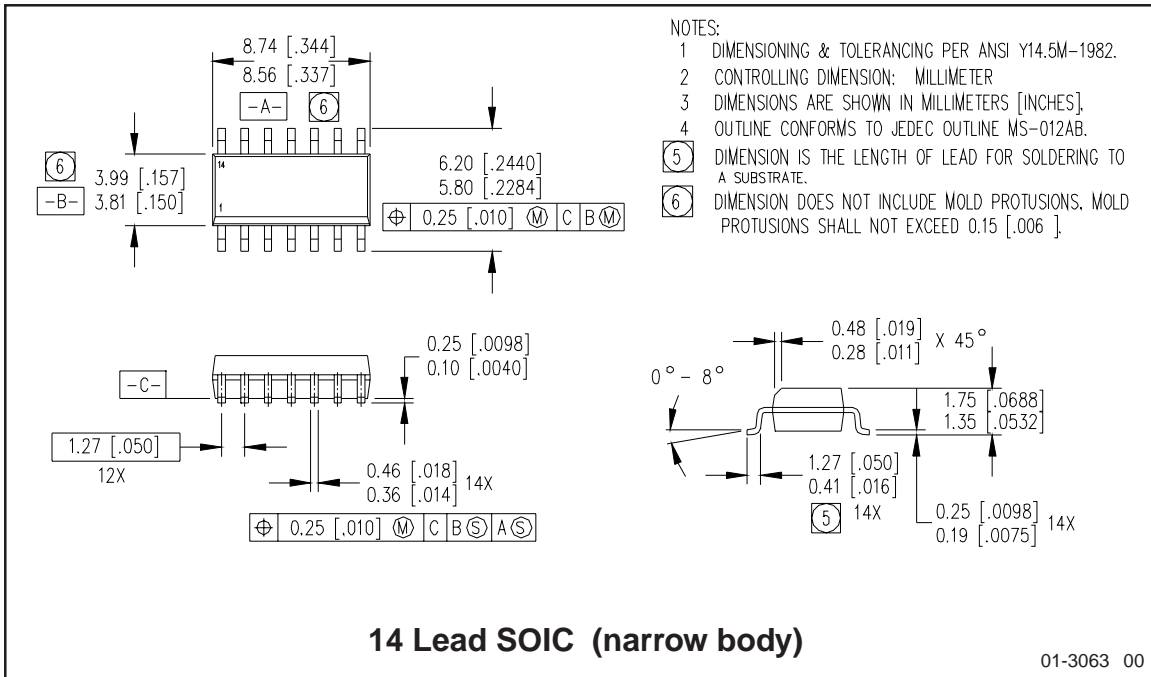 8.74 [.344]
8.56 [.337]
-A-
6
14
1
6
3.99 [.157]
-B- 3.81 [.150]
6.20 [.2440]
5.80 [.2284]
⌖ 0.25 [.010] Ⓜ C B Ⓜ
NOTES:
1 DIMENSIONING & TOLERANCING PER ANSI Y14.5M-1982.
2 CONTROLLING DIMENSION: MILLIMETER
3 DIMENSIONS ARE SHOWN IN MILLIMETERS [INCHES].
4 OUTLINE CONFORMS TO JEDEC OUTLINE MS-012AB.
5 DIMENSION IS THE LENGTH OF LEAD FOR SOLDERING TO
A SUBSTRATE.
6 DIMENSION DOES NOT INCLUDE MOLD PROTUSIONS. MOLD
PROTUSIONS SHALL NOT EXCEED 0.15 [.006 ].
-C-
0.25 [.0098]
0.10 [.0040]
1.27 [.050]
12X
0.46 [.018]
0.36 [.014] 14X
⌖ 0.25 [.010] Ⓜ C B Ⓢ A Ⓢ
0.48 [.019]
0.28 [.011] X 45°
0° - 8°
1.75 [.0688]
1.35 [.0532]
1.27 [.050]
0.41 [.016]
5 14X
0.25 [.0098]
0.19 [.0075] 14X
14 Lead SOIC (narrow body)
01-3063 00